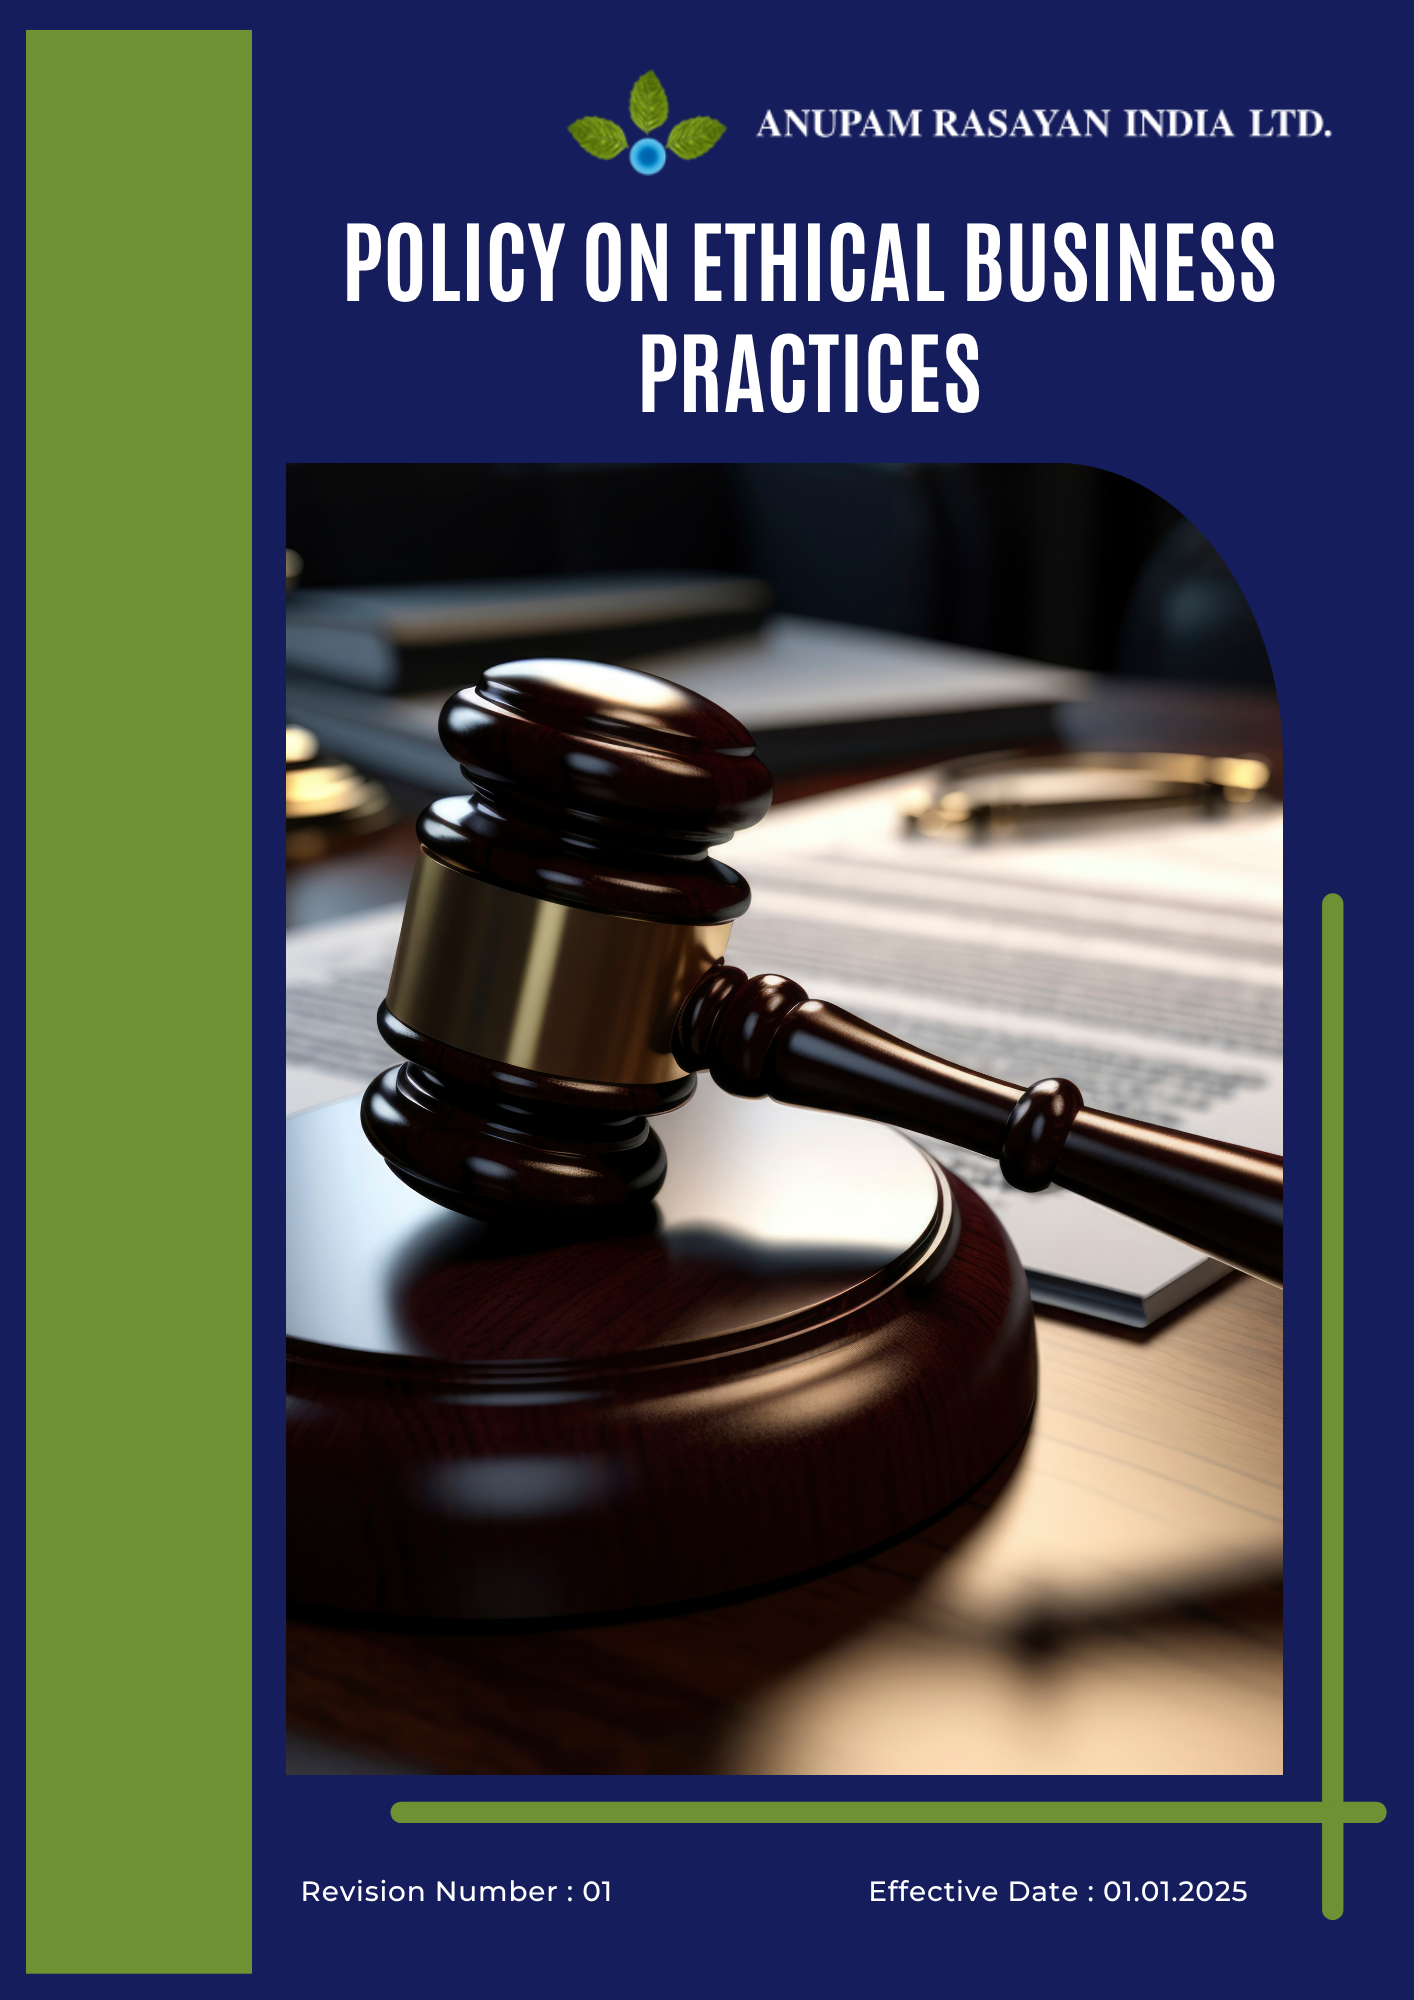 ANUPAM RASAYAN INDIA LTD.
POLICY ON ETHICAL BUSINESS
PRACTICES
Revision Number : 01
Effective Date : 01.01.2025